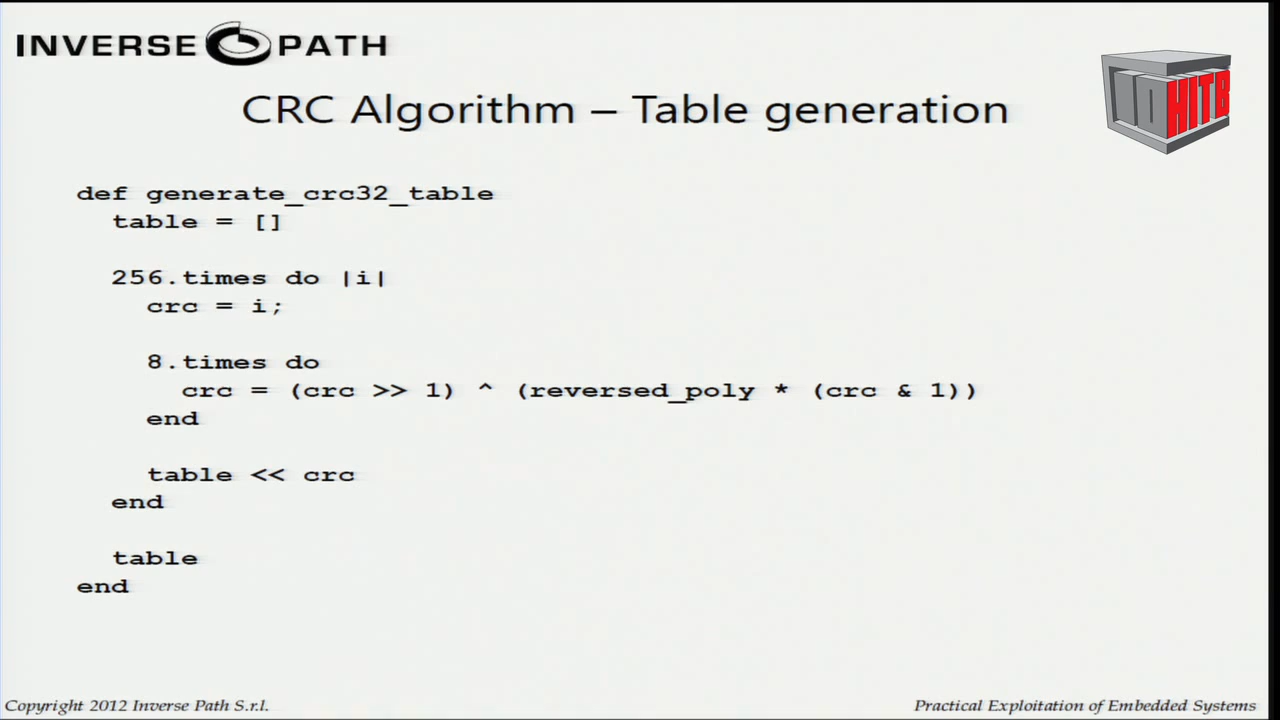 INVERSE PATH
10 HITB
CRC Algorithm – Table generation
def generate_crc32_table
table = []
256.times do |i|
crc = i;
8.times do
crc = (crc >> 1) ^ (reversed_poly * (crc & 1))
end
table << crc
end
table
end
Copyright 2012 Inverse Path S.r.l.
Practical Exploitation of Embedded Systems